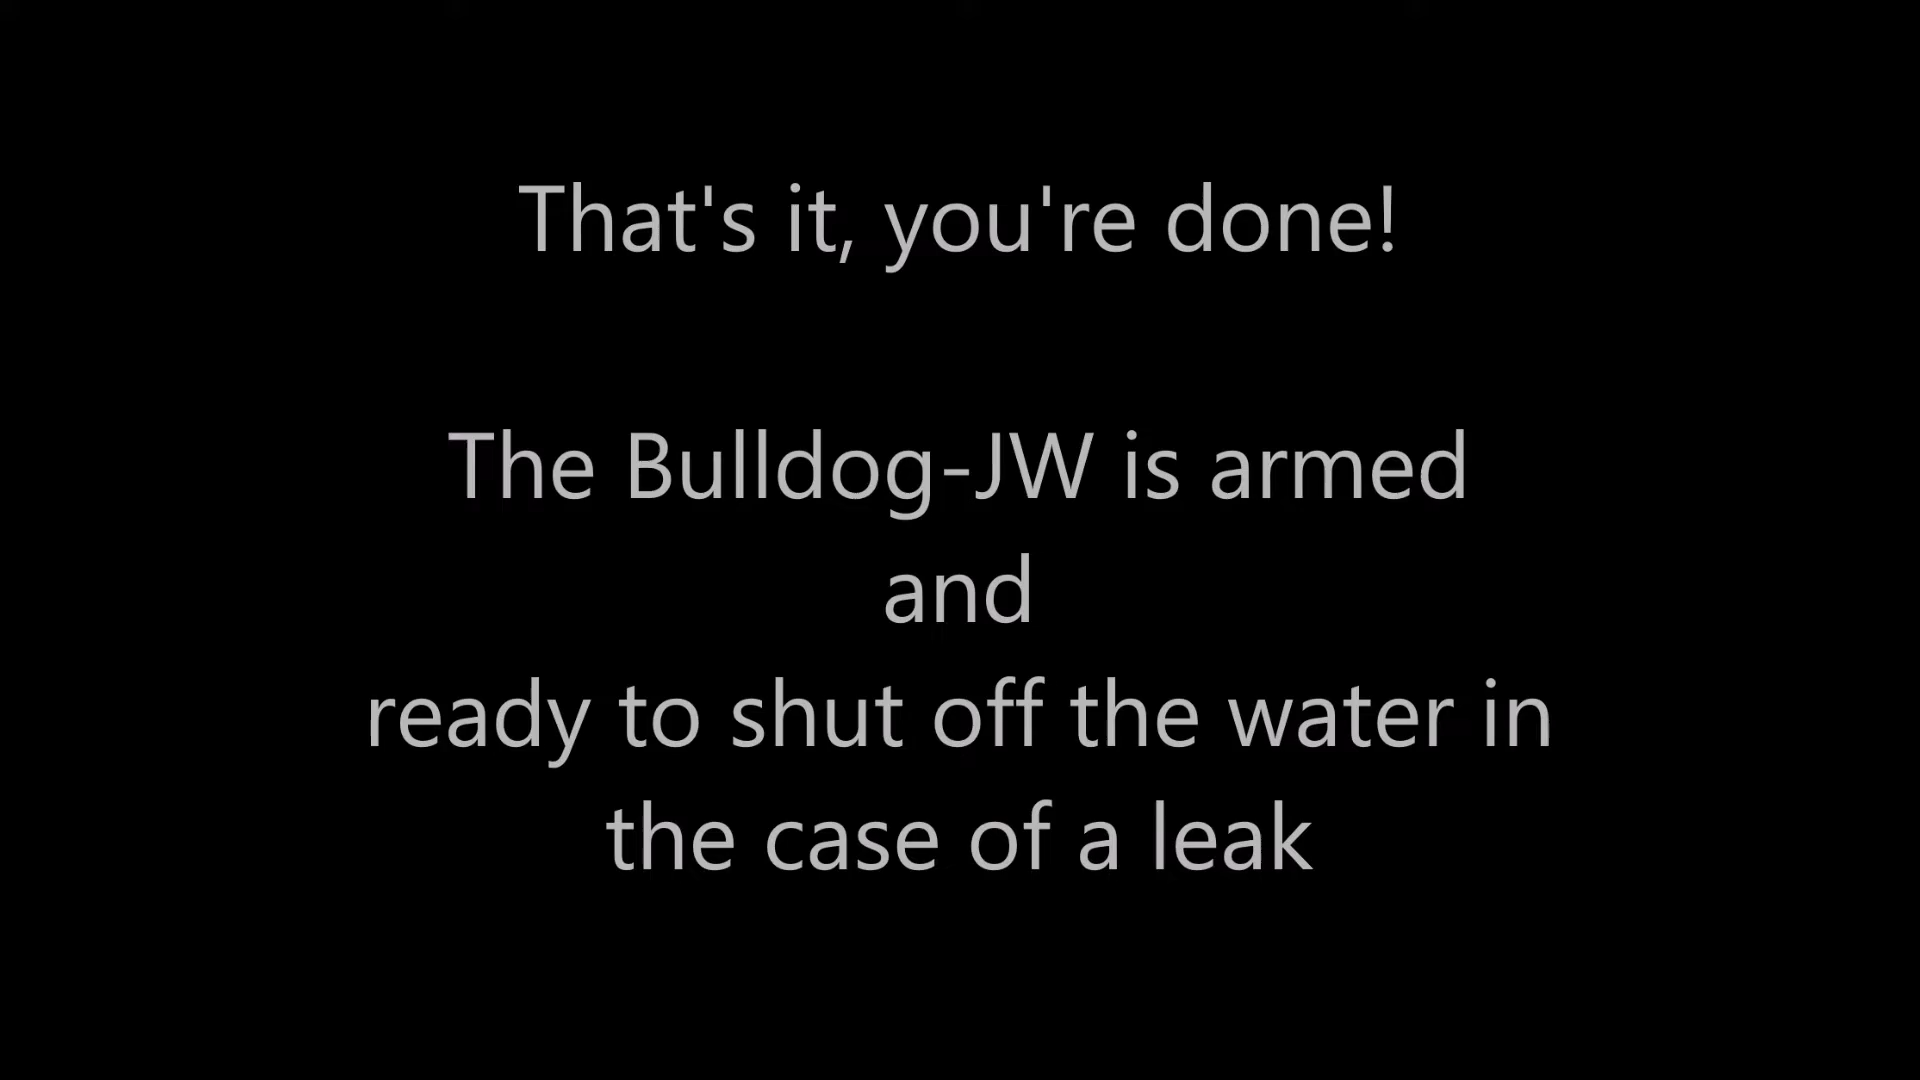 That's it, you're done!
The Bulldog-JW is armed
and
ready to shut off the water in
the case of a leak